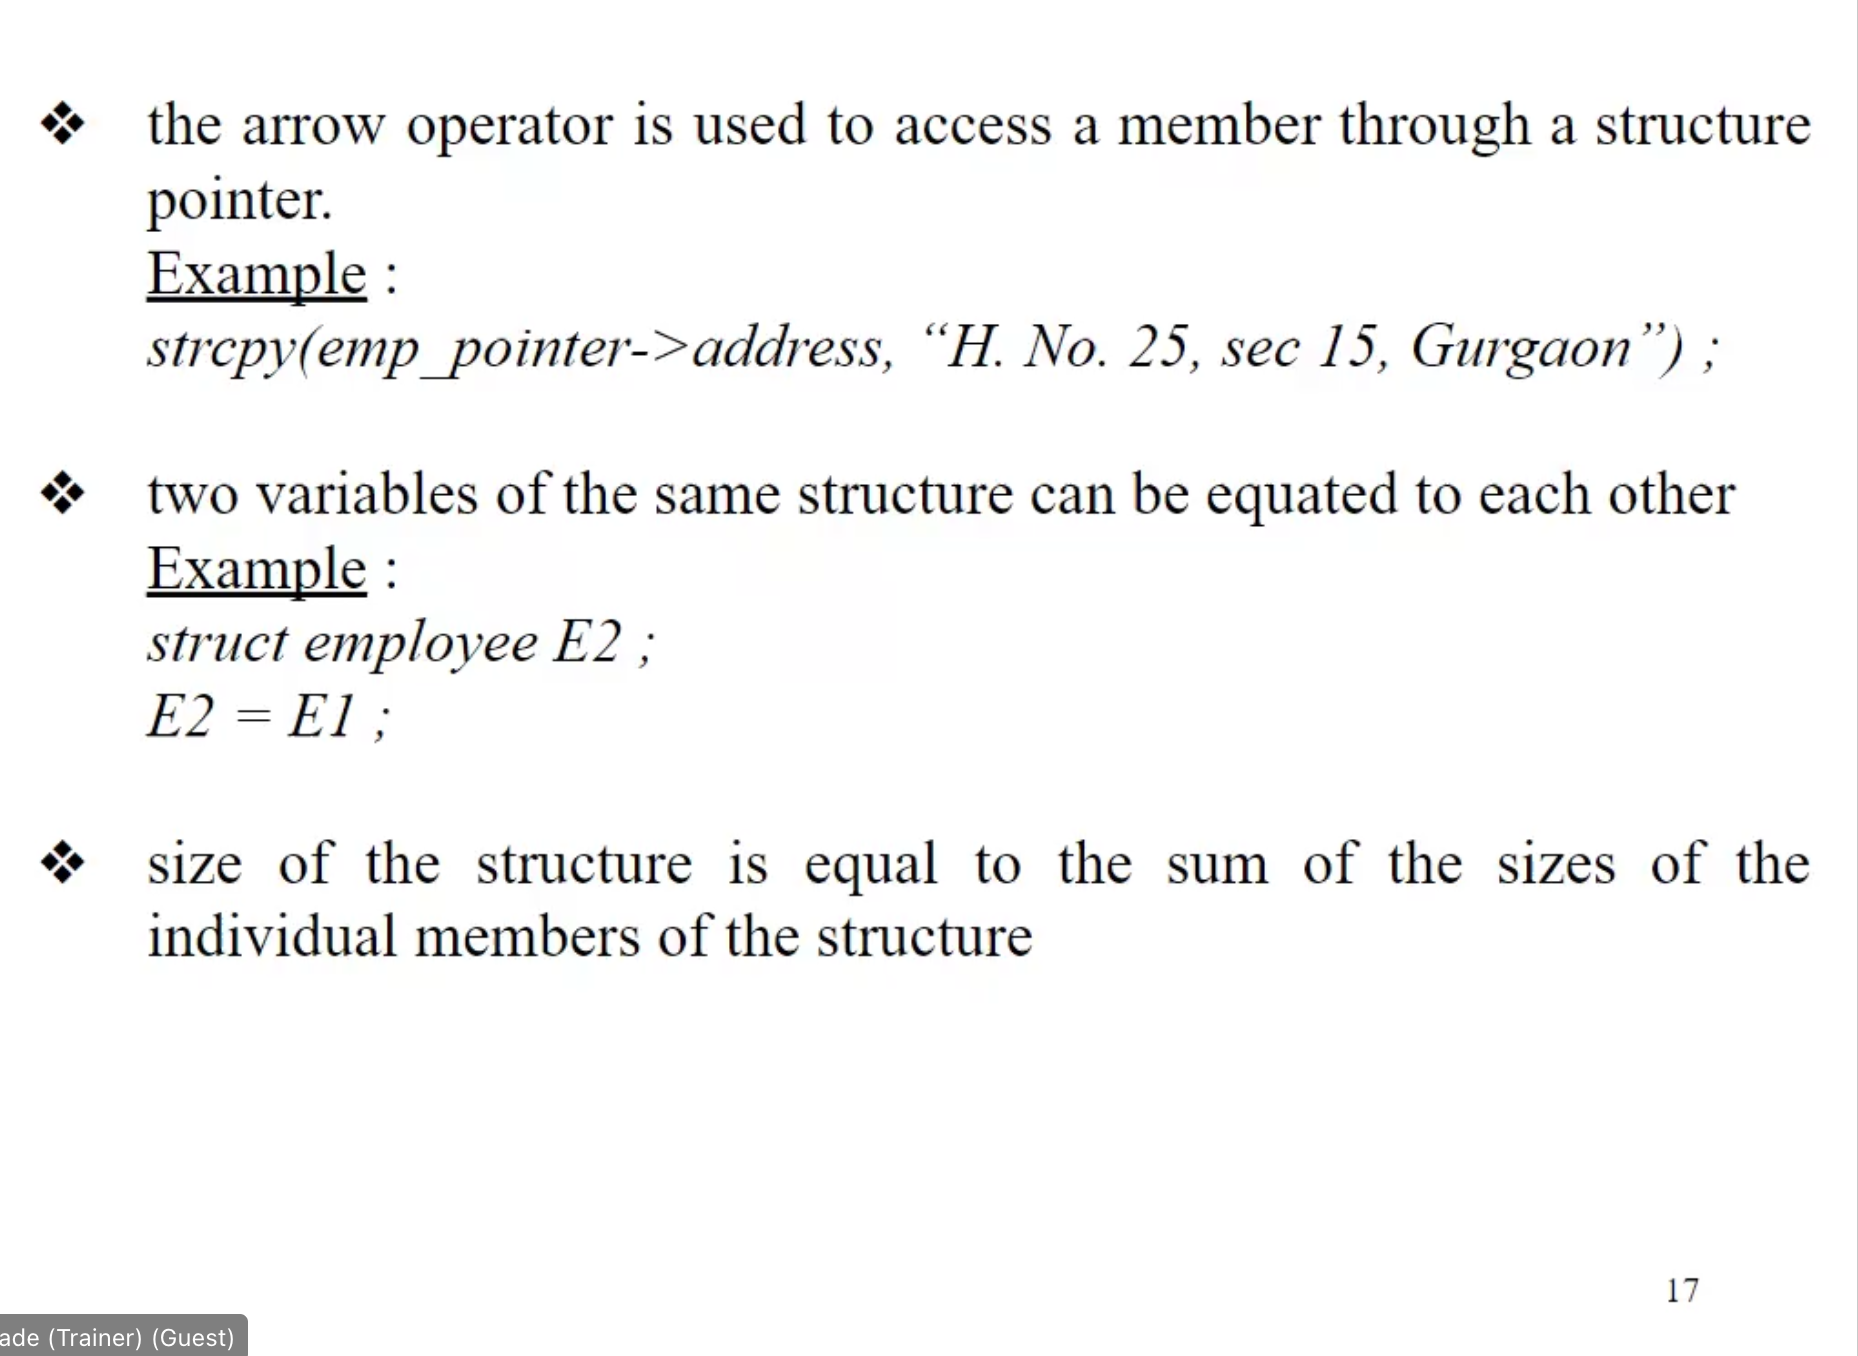 ❖ the arrow operator is used to access a member through a structure
pointer.
Example :
strcpy(emp_pointer->address, “H. No. 25, sec 15, Gurgaon”) ;
❖ two variables of the same structure can be equated to each other
Example :
struct employee E2 ;
E2 = E1 ;
❖ size of the structure is equal to the sum of the sizes of the
individual members of the structure
17
ade (Trainer) (Guest)